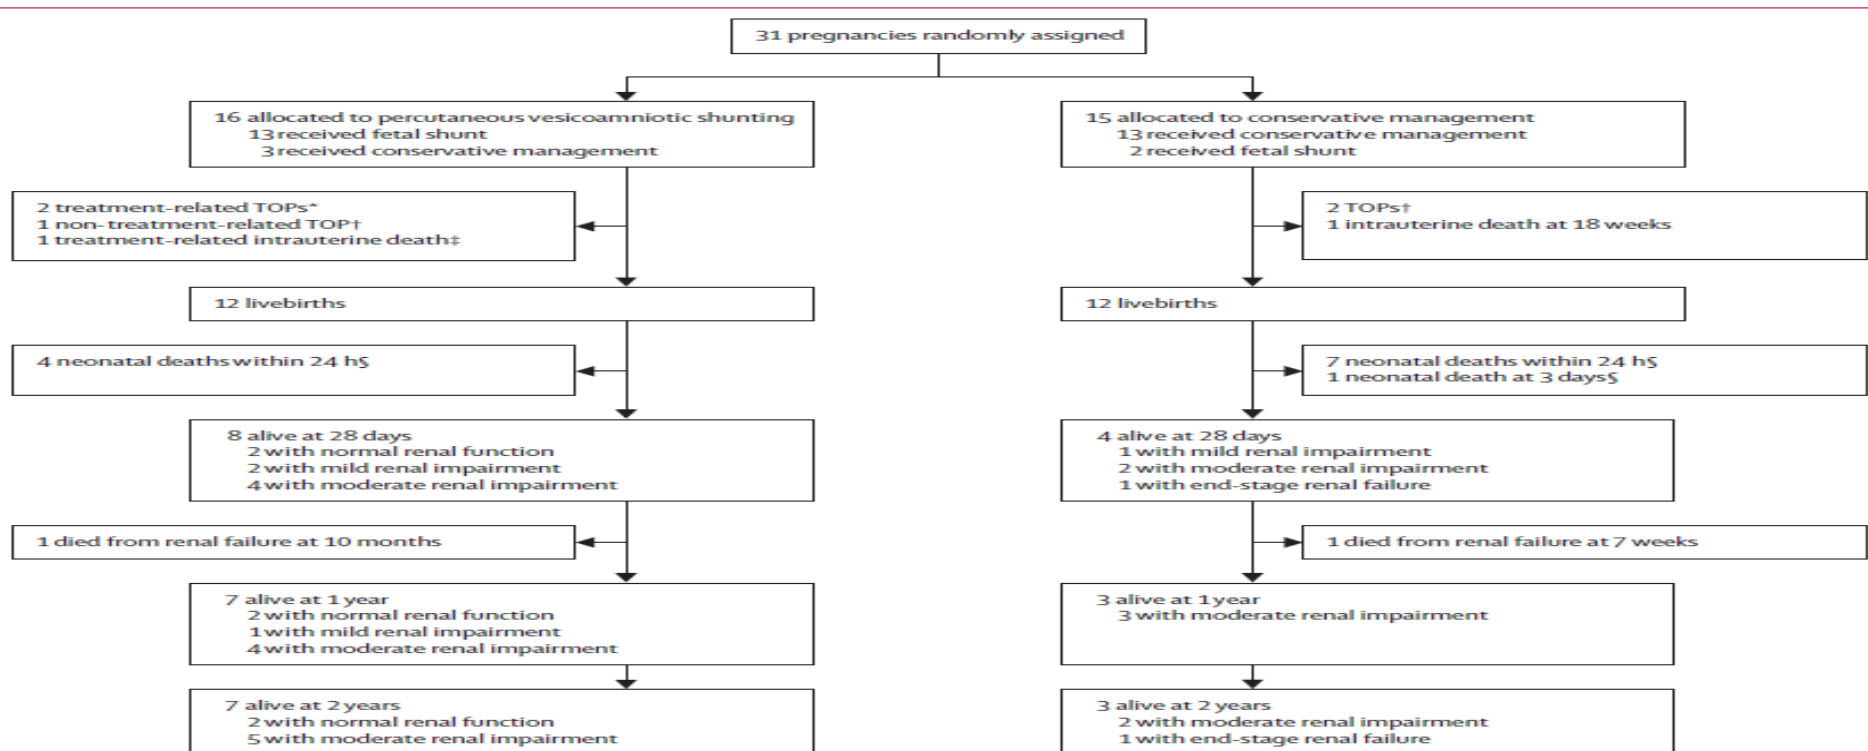 31 pregnancies randomly assigned
16 allocated to percutaneous vesicoamniotic shunting
13 received fetal shunt
3 received conservative management
15 allocated to conservative management
13 received conservative management
2 received fetal shunt
2 treatment-related TOPs*
1 non-treatment-related TOP†
1 treatment-related intrauterine death‡
2 TOPs†
1 intrauterine death at 18 weeks
12 livebirths
12 livebirths
4 neonatal deaths within 24 h§
7 neonatal deaths within 24 h§
1 neonatal death at 3 days§
8 alive at 28 days
2 with normal renal function
2 with mild renal impairment
4 with moderate renal impairment
4 alive at 28 days
1 with mild renal impairment
2 with moderate renal impairment
1 with end-stage renal failure
1 died from renal failure at 10 months
1 died from renal failure at 7 weeks
7 alive at 1 year
2 with normal renal function
1 with mild renal impairment
4 with moderate renal impairment
3 alive at 1 year
3 with moderate renal impairment
7 alive at 2 years
2 with normal renal function
5 with moderate renal impairment
3 alive at 2 years
2 with moderate renal impairment
1 with end-stage renal failure